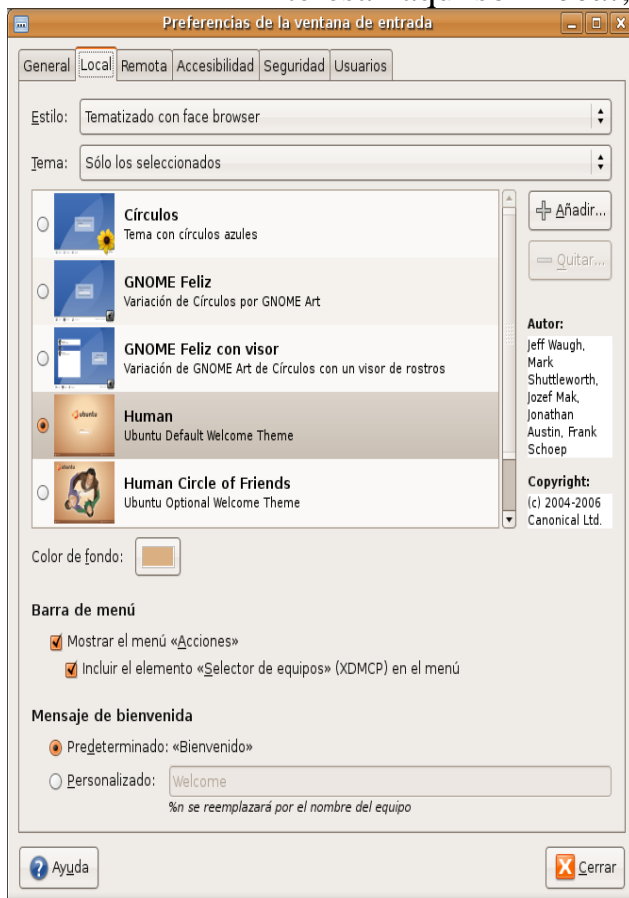 Preferencias de la ventana de entrada
General Local Remota Accesibilidad Seguridad Usuarios
Estilo: Tematizado con face browser
Tema: Sólo los seleccionados
Círculos
Tema con círculos azules
GNOME Feliz
Variación de Círculos por GNOME Art
GNOME Feliz con visor
Variación de GNOME Art de Círculos con un visor de rostros
ubuntu
Human
Ubuntu Default Welcome Theme
Human Circle of Friends
Ubuntu Optional Welcome Theme
Añadir...
Quitar...
Autor:
Jeff Waugh,
Mark
Shuttleworth,
Jozef Mak,
Jonathan
Austin, Frank
Schoep
Copyright:
(c) 2004-2006
Canonical Ltd.
Color de fondo:
Barra de menú
Mostrar el menú «Acciones»
Incluir el elemento «Selector de equipos» (XDMCP) en el menú
Mensaje de bienvenida
Predeterminado: «Bienvenido»
Personalizado: Welcome
%n se reemplazará por el nombre del equipo
Ayuda
Cerrar